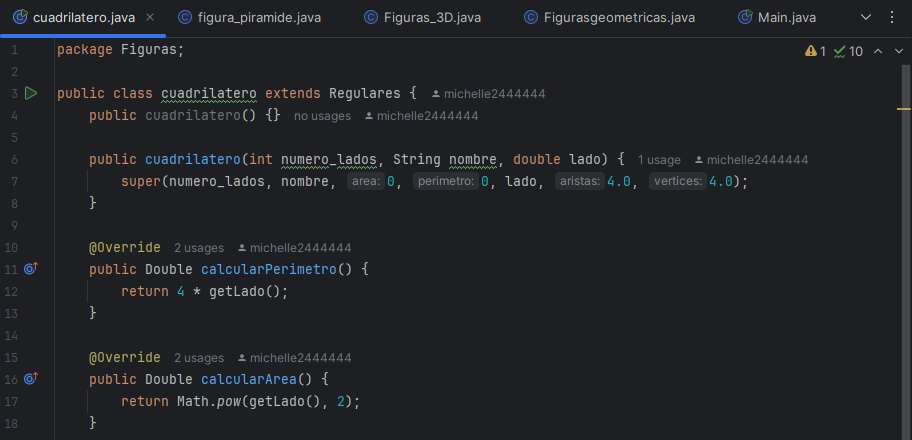 cuadrilatero.java figura_piramide.java Figuras_3D.java Figurasgeometricas.java Main.java
1 package Figuras; 1 10
2
3 public class cuadrilatero extends Regulares { michelle2444444
4 public cuadrilatero() {} no usages michelle2444444
5
6 public cuadrilatero(int numero_lados, String nombre, double lado) { 1 usage michelle2444444
7 super(numero_lados, nombre, area: 0, perimetro: 0, lado, aristas: 4.0, vertices: 4.0);
8 }
9
10 @Override 2 usages michelle2444444
11 public Double calcularPerimetro() {
12 return 4 * getLado();
13 }
14
15 @Override 2 usages michelle2444444
16 public Double calcularArea() {
17 return Math.pow(getLado(), 2);
18 }